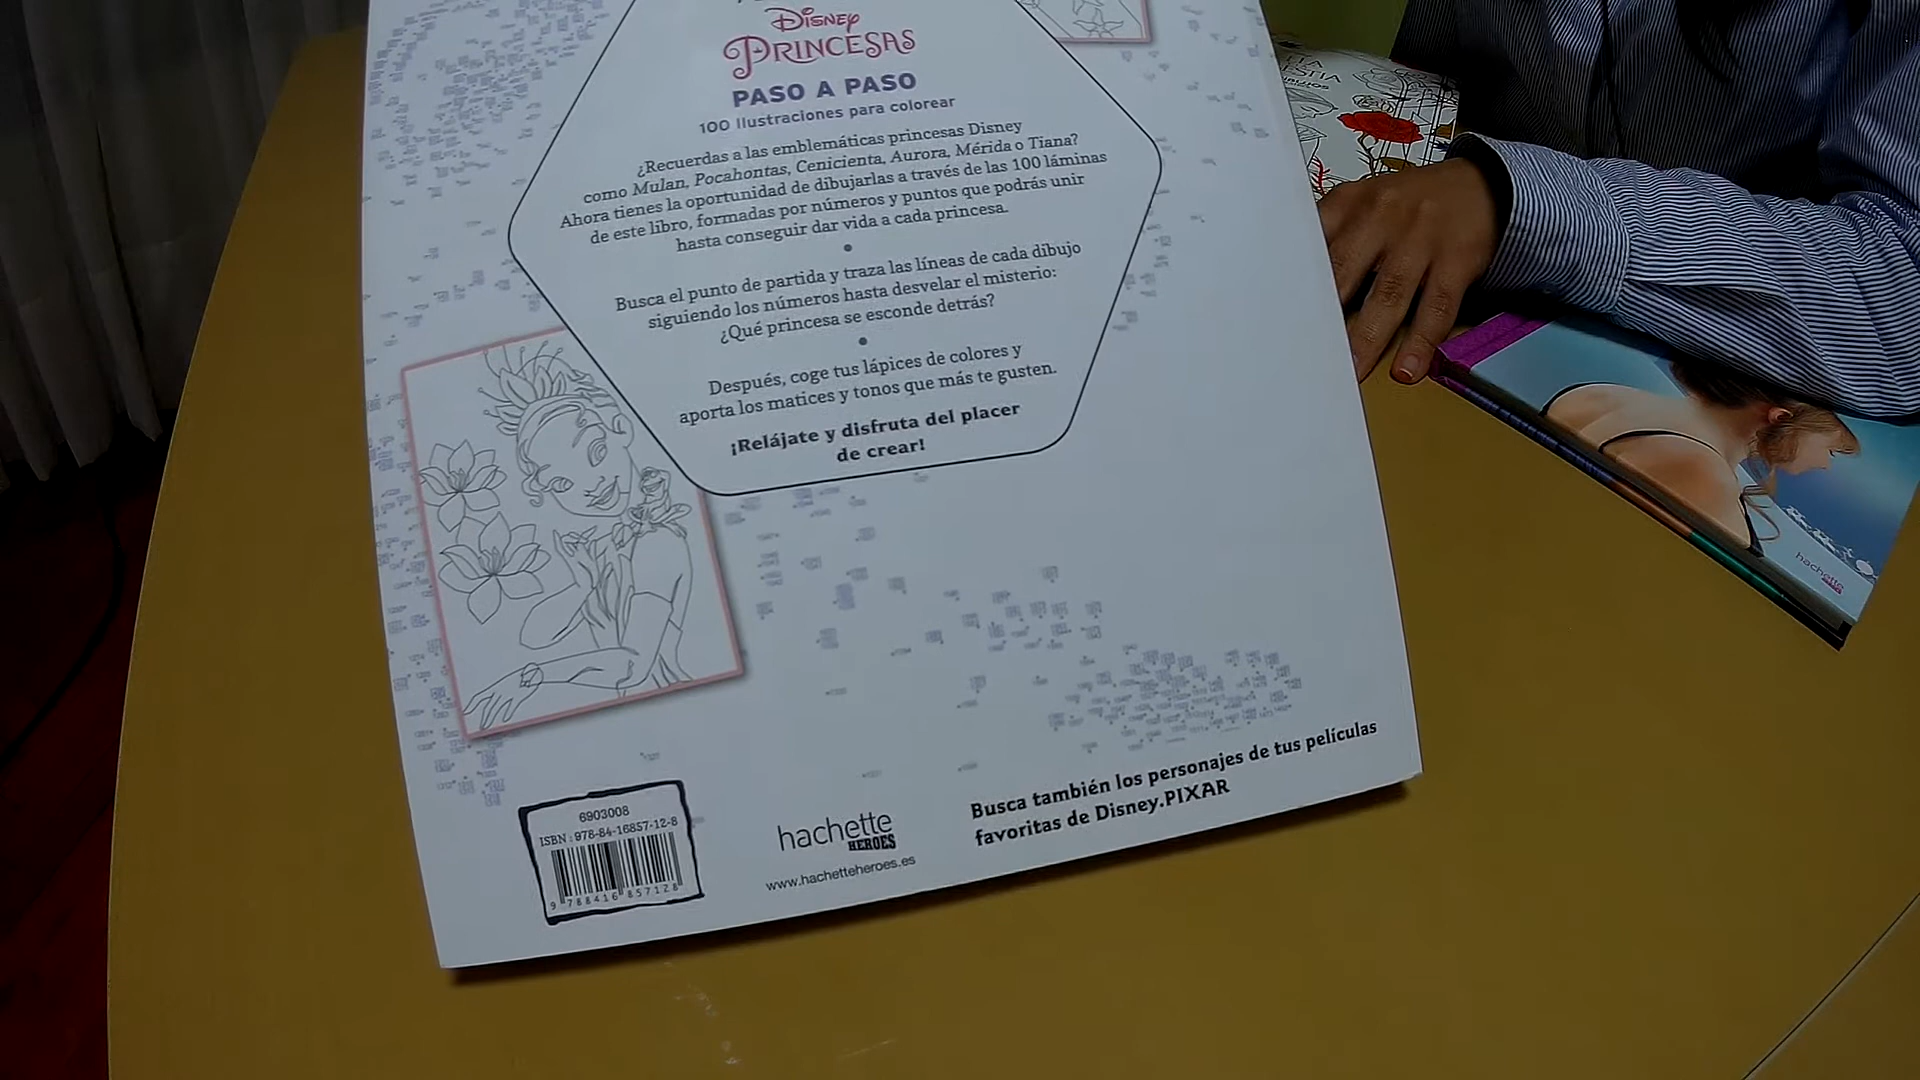 Disney
PRINCESAS
PASO A PASO
100 Ilustraciones para colorear
¿Recuerdas a las emblemáticas princesas Disney
como Mulan, Pocahontas, Cenicienta, Aurora, Mérida o Tiana?
Ahora tienes la oportunidad de dibujarlas a través de las 100 láminas
de este libro, formadas por números y puntos que podrás unir
hasta conseguir dar vida a cada princesa.
Busca el punto de partida y traza las líneas de cada dibujo
siguiendo los números hasta desvelar el misterio:
¿Qué princesa se esconde detrás?
Después, coge tus lápices de colores y
aporta los matices y tonos que más te gusten.
¡Relájate y disfruta del placer
de crear!
Busca también los personajes de tus películas
favoritas de Disney.PIXAR
6903008
ISBN: 978-84-16857-12-8
9 788416 857128
hachette
HEROES
www.hachetteheroes.es
hachette